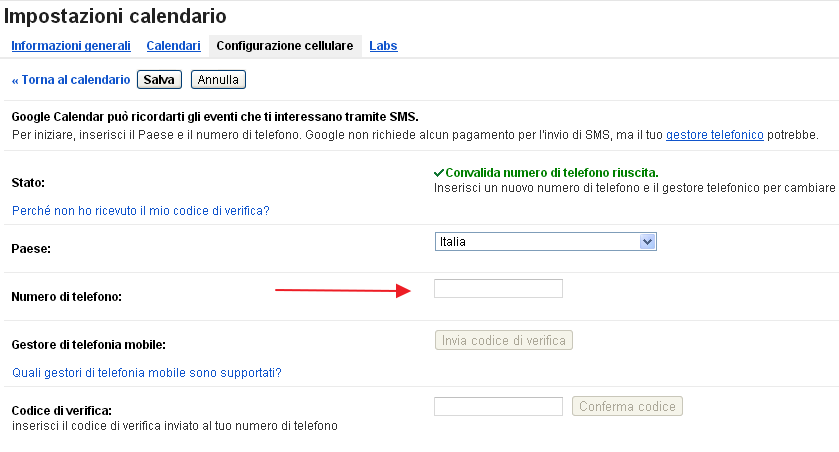 Impostazioni calendario
Informazioni generali Calendari Configurazione cellulare Labs
« Torna al calendario Salva Annulla
Google Calendar può ricordarti gli eventi che ti interessano tramite SMS.
Per iniziare, inserisci il Paese e il numero di telefono. Google non richiede alcun pagamento per l'invio di SMS, ma il tuo gestore telefonico potrebbe.
Stato:
Convalida numero di telefono riuscita.
Inserisci un nuovo numero di telefono e il gestore telefonico per cambiare
Perché non ho ricevuto il mio codice di verifica?
Paese: Italia
Numero di telefono:
Gestore di telefonia mobile: Invia codice di verifica
Quali gestori di telefonia mobile sono supportati?
Codice di verifica: Conferma codice
inserisci il codice di verifica inviato al tuo numero di telefono